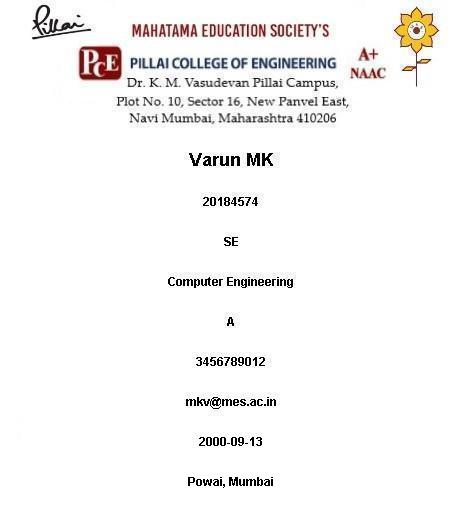 Pillai
MAHATAMA EDUCATION SOCIETY'S
PCE
PILLAI COLLEGE OF ENGINEERING
A+
NAAC
Dr. K. M. Vasudevan Pillai Campus,
Plot No. 10, Sector 16, New Panvel East,
Navi Mumbai, Maharashtra 410206
Varun MK
20184574
SE
Computer Engineering
A
3456789012
mkv@mes.ac.in
2000-09-13
Powai, Mumbai